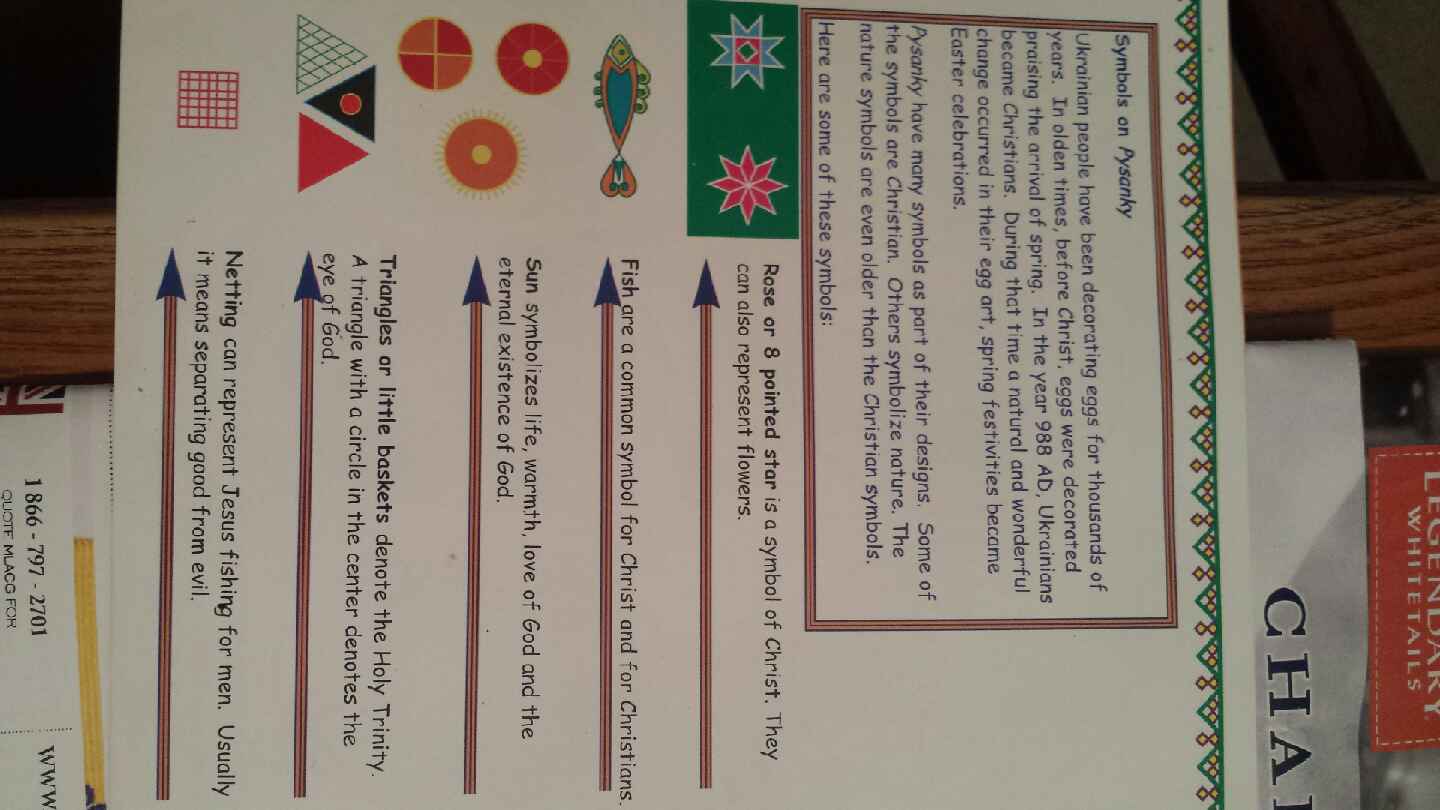 Symbols on Pysanky
Ukrainian people have been decorating eggs for thousands of
years. In olden times, before Christ, eggs were decorated
praising the arrival of spring. In the year 988 AD, Ukrainians
became Christians. During that time a natural and wonderful
change occurred in their egg art, spring festivities became
Easter celebrations.
Pysanky have many symbols as part of their designs. Some of
the symbols are Christian. Others symbolize nature. The
nature symbols are even older than the Christian symbols.
Here are some of these symbols:
Rose or 8 pointed star is a symbol of Christ. They
can also represent flowers.
Fish are a common symbol for Christ and for Christians.
Sun symbolizes life, warmth, love of God and the
eternal existence of God.
Triangles or little baskets denote the Holy Trinity.
A triangle with a circle in the center denotes the
eye of God.
Netting can represent Jesus fishing for men. Usually
it means separating good from evil.
LEGENDARY
WHITETAILS
CHA
1 866 - 797 - 2701
QUOTE MLACG FOR
WWW